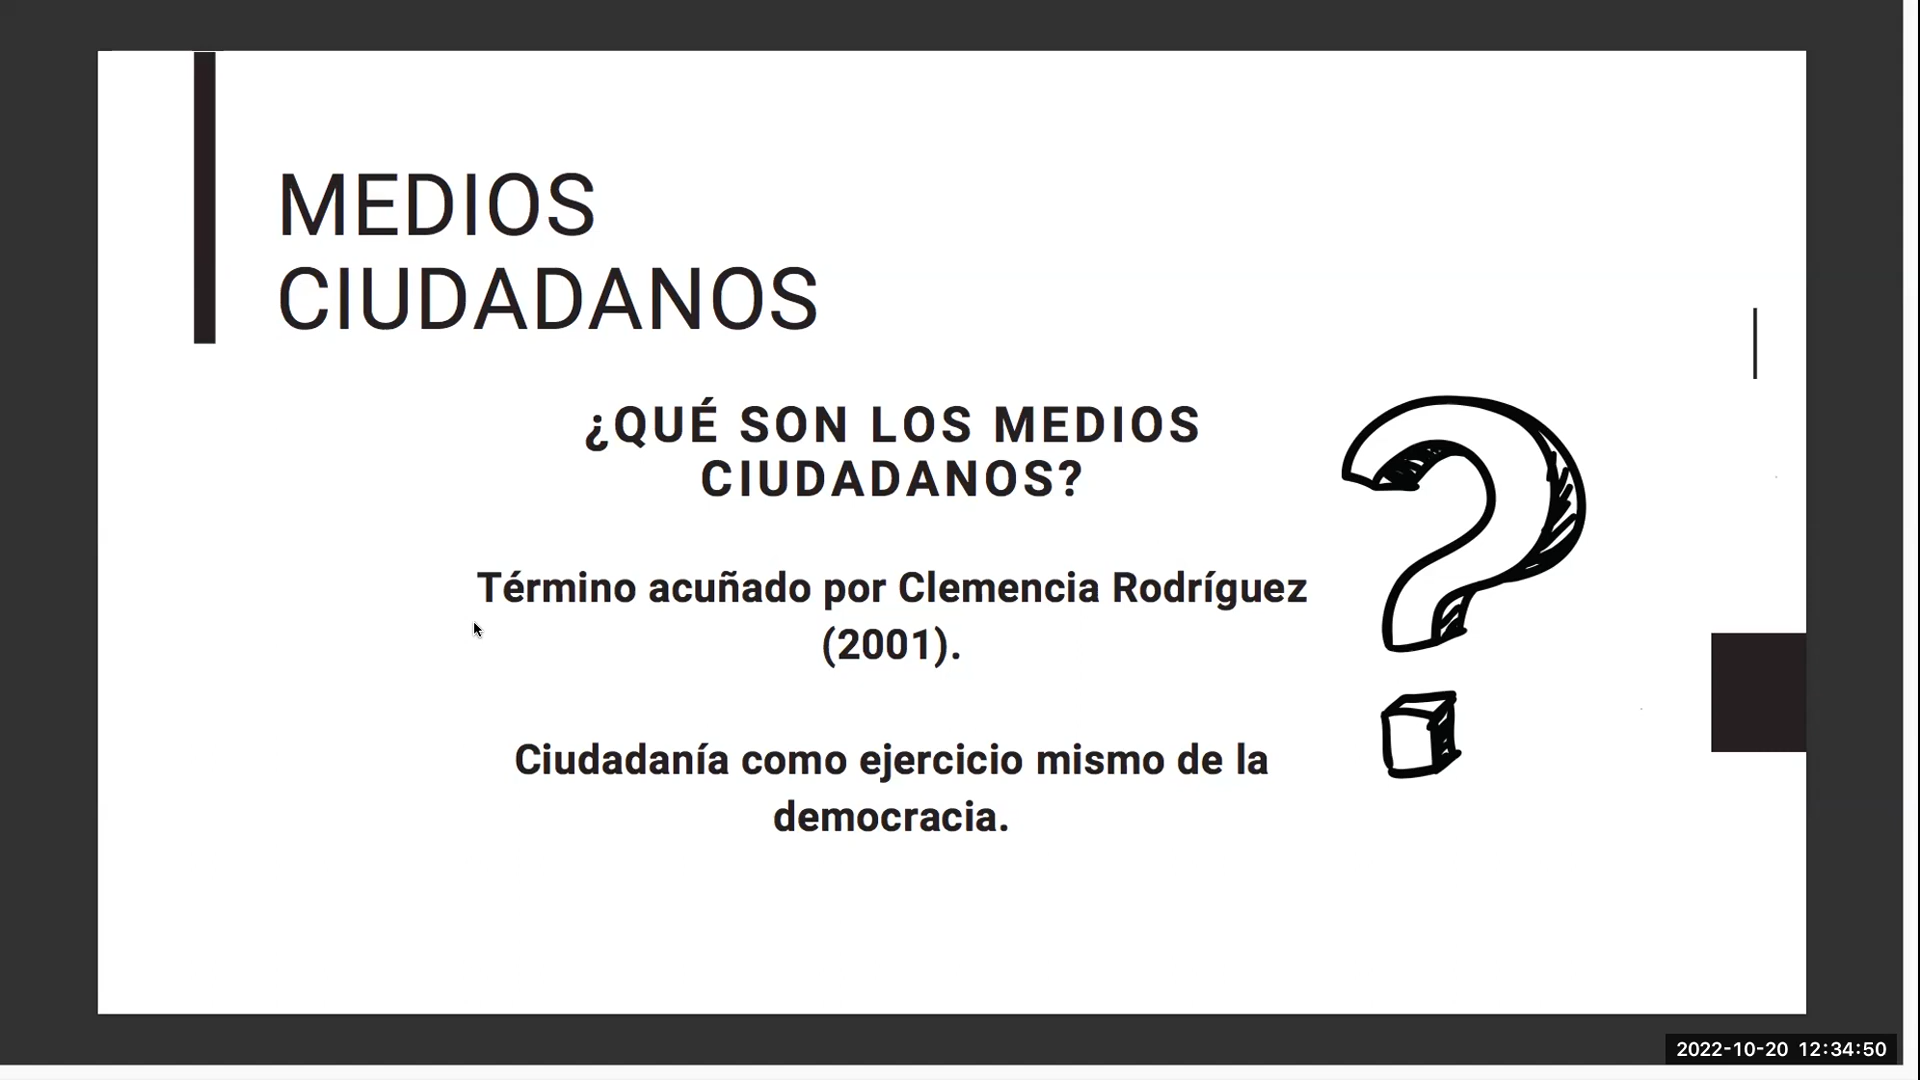 MEDIOS
CIUDADANOS
¿QUÉ SON LOS MEDIOS
CIUDADANOS?
Término acuñado por Clemencia Rodríguez
(2001).
Ciudadanía como ejercicio mismo de la
democracia.
2022-10-20 12:34:50